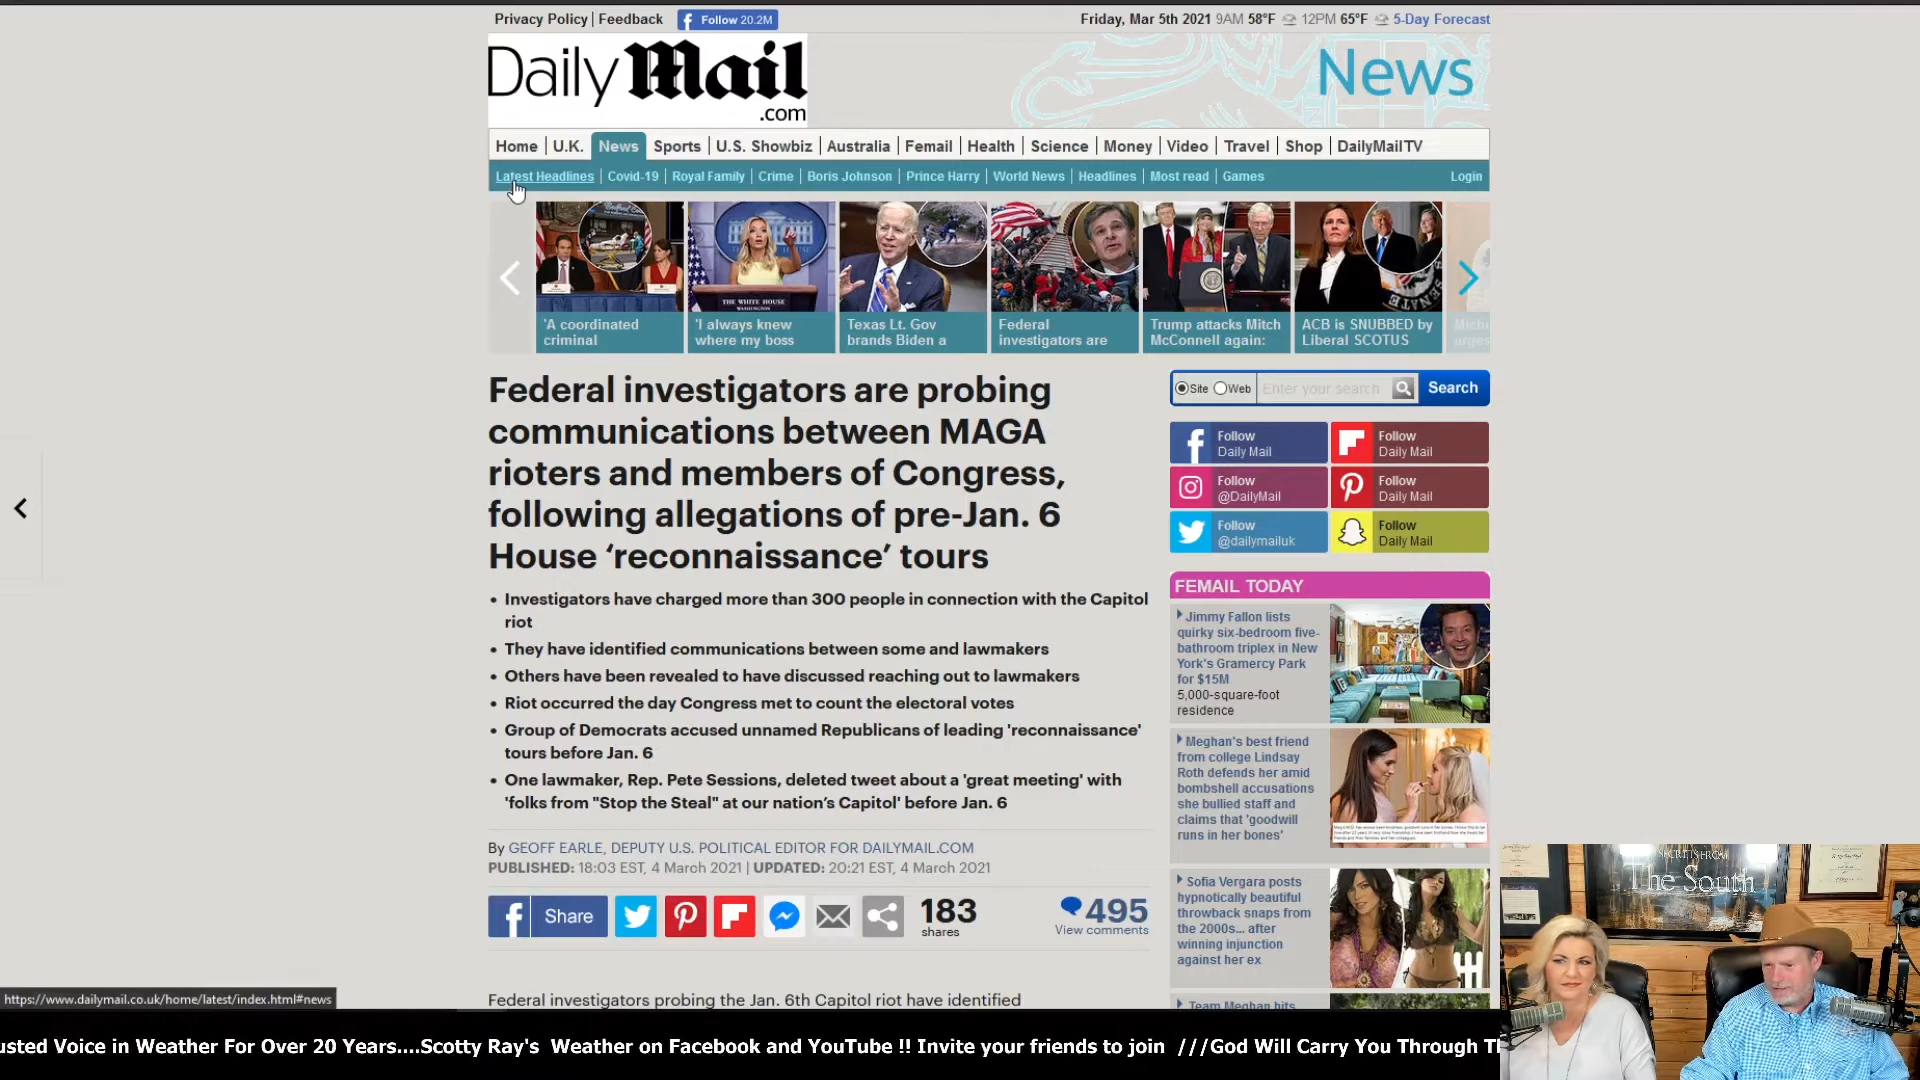 Privacy Policy | Feedback
Follow 20.2M
Friday, Mar 5th 2021 9AM 58°F 12PM 65°F 5-Day Forecast
Daily Mail
.com
News
Home | U.K. News Sports | U.S. Showbiz | Australia | Femail | Health | Science | Money | Video | Travel | Shop | DailyMailTV
Latest Headlines | Covid-19 | Royal Family | Crime | Boris Johnson | Prince Harry | World News | Headlines | Most read | Games
Login
THE WHITE HOUSE
WASHINGTON
SENATE
'A coordinated
criminal
'I always knew
where my boss
Texas Lt. Gov
brands Biden a
Federal
investigators are
Trump attacks Mitch
McConnell again:
ACB is SNUBBED by
Liberal SCOTUS
urges
Federal investigators are probing
communications between MAGA
rioters and members of Congress,
following allegations of pre-Jan. 6
House ‘reconnaissance’ tours
• Investigators have charged more than 300 people in connection with the Capitol
riot
• They have identified communications between some and lawmakers
• Others have been revealed to have discussed reaching out to lawmakers
• Riot occurred the day Congress met to count the electoral votes
• Group of Democrats accused unnamed Republicans of leading 'reconnaissance'
tours before Jan. 6
• One lawmaker, Rep. Pete Sessions, deleted tweet about a 'great meeting' with
'folks from "Stop the Steal" at our nation's Capitol' before Jan. 6
By GEOFF EARLE, DEPUTY U.S. POLITICAL EDITOR FOR DAILYMAIL.COM
PUBLISHED: 18:03 EST, 4 March 2021 | UPDATED: 20:21 EST, 4 March 2021
Share
183
shares
495
View comments
Federal investigators probing the Jan. 6th Capitol riot have identified
Site Web Enter your search Search
Follow
Daily Mail
Follow
Daily Mail
Follow
@DailyMail
Follow
Daily Mail
Follow
@dailymailuk
Follow
Daily Mail
FEMAIL TODAY
Jimmy Fallon lists
quirky six-bedroom five-
bathroom triplex in New
York's Gramercy Park
for $15M
5,000-square-foot
residence
Meghan's best friend
from college Lindsay
Roth defends her amid
bombshell accusations
she bullied staff and
claims that 'goodwill
runs in her bones'
Sofia Vergara posts
hypnotically beautiful
throwback snaps from
the 2000s... after
winning injunction
against her ex
Team Meghan hits
https://www.dailymail.co.uk/home/latest/index.html#news
SECRETS FROM
The South
usted Voice in Weather For Over 20 Years....Scotty Ray's Weather on Facebook and YouTube !! Invite your friends to join ///God Will Carry You Through